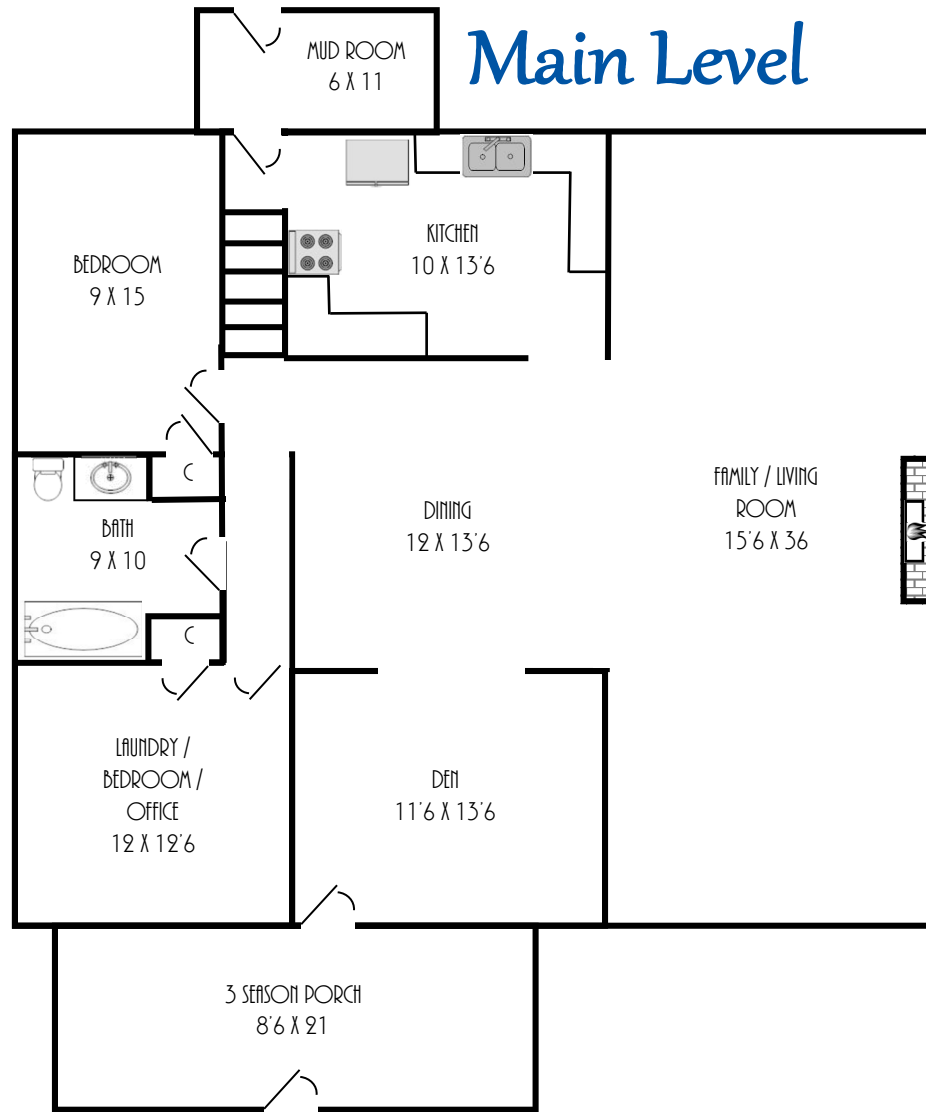 Main Level
MUD ROOM
6 X 11
KITCHEN
10 X 13'6
BEDROOM
9 X 15
BATH
9 X 10
C
C
DINING
12 X 13'6
FAMILY / LIVING
ROOM
15'6 X 36
LAUNDRY /
BEDROOM /
OFFICE
12 X 12'6
DEN
11'6 X 13'6
3 SEASON PORCH
8'6 X 21